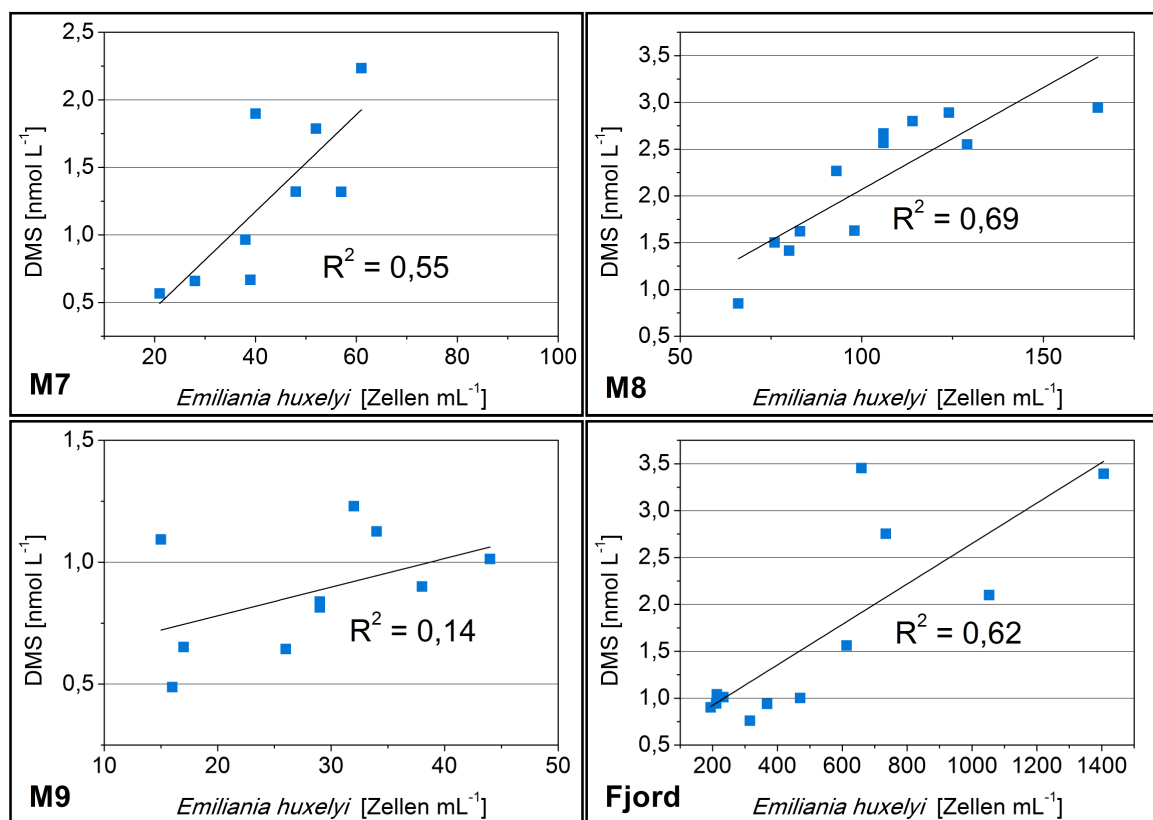 2,5
2,0
1,5
1,0
0,5
DMS [nmol L⁻¹]
R² = 0,55
20 40 60 80 100
M7
Emiliania huxelyi [Zellen mL⁻¹]
3,5
3,0
2,5
2,0
1,5
1,0
0,5
DMS [nmol L⁻¹]
R² = 0,69
50 100 150
M8
Emiliania huxelyi [Zellen mL⁻¹]
1,5
1,0
0,5
DMS [nmol L⁻¹]
R² = 0,14
10 20 30 40 50
M9
Emiliania huxelyi [Zellen mL⁻¹]
3,5
3,0
2,5
2,0
1,5
1,0
0,5
DMS [nmol L⁻¹]
R² = 0,62
200 400 600 800 1000 1200 1400
Fjord
Emiliania huxelyi [Zellen mL⁻¹]